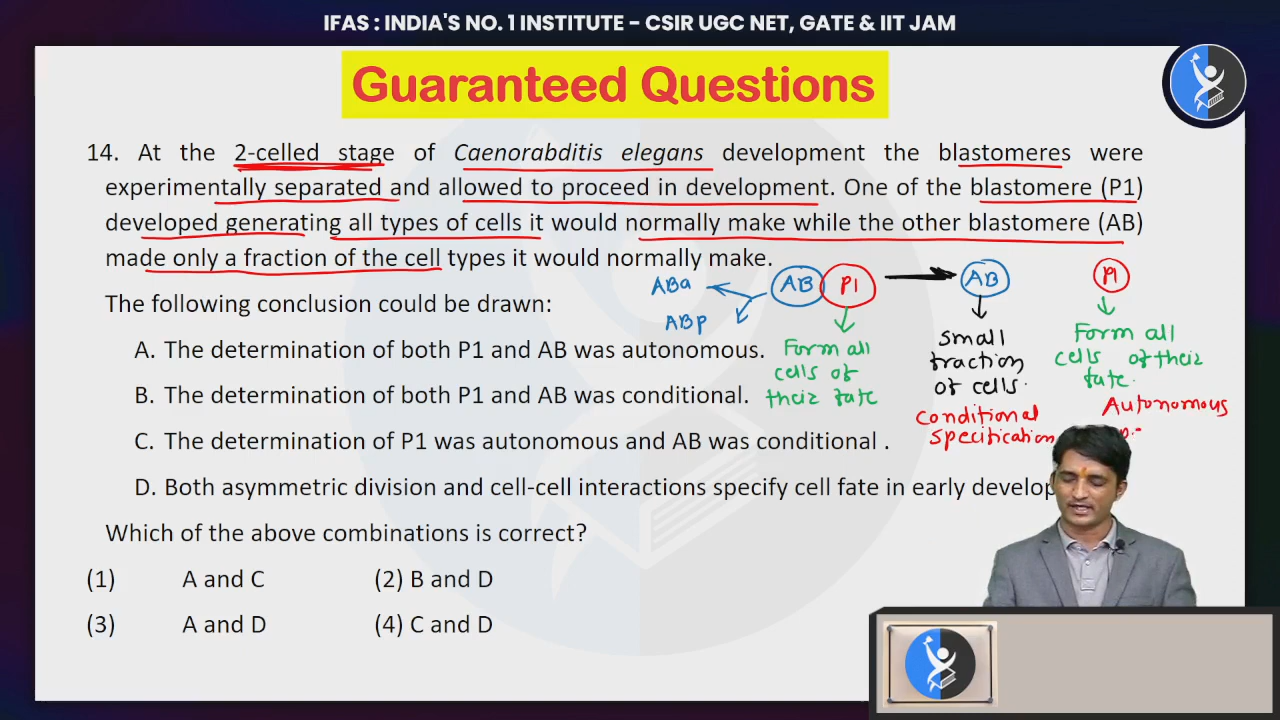 IFAS : INDIA'S NO. 1 INSTITUTE – CSIR UGC NET, GATE & IIT JAM
Guaranteed Questions
14. At the 2-celled stage of Caenorabditis elegans development the blastomeres were
experimentally separated and allowed to proceed in development. One of the blastomere (P1)
developed generating all types of cells it would normally make while the other blastomere (AB)
made only a fraction of the cell types it would normally make.
The following conclusion could be drawn:
A. The determination of both P1 and AB was autonomous.
B. The determination of both P1 and AB was conditional.
C. The determination of P1 was autonomous and AB was conditional .
D. Both asymmetric division and cell-cell interactions specify cell fate in early develop
Which of the above combinations is correct?
(1) A and C (2) B and D
(3) A and D (4) C and D
ABa
ABp
AB P1
Form all
cells of
their fate
AB
Small
fraction
of cells.
Conditional
specification
P1
Form all
cells of their
fate.
Autonomous